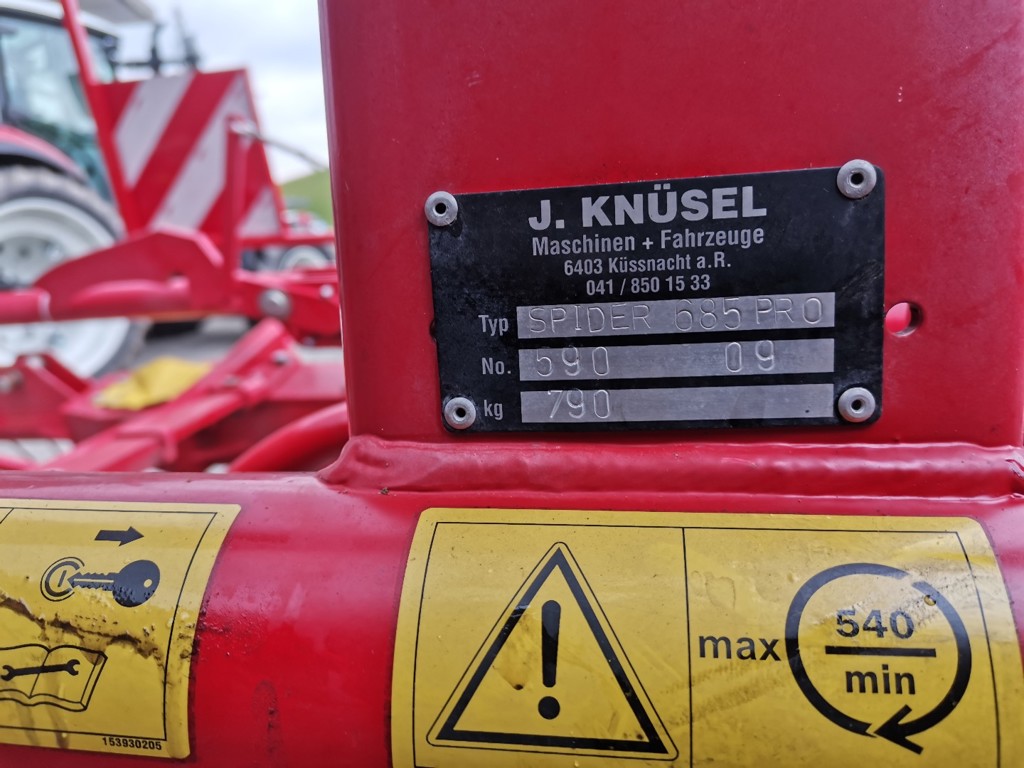 J. KNÜSEL
Maschinen + Fahrzeuge
6403 Küssnacht a.R.
041 / 850 15 33
Typ SPIDER 685 PRO
No. 590 09
kg 790
153930205
max 540
min